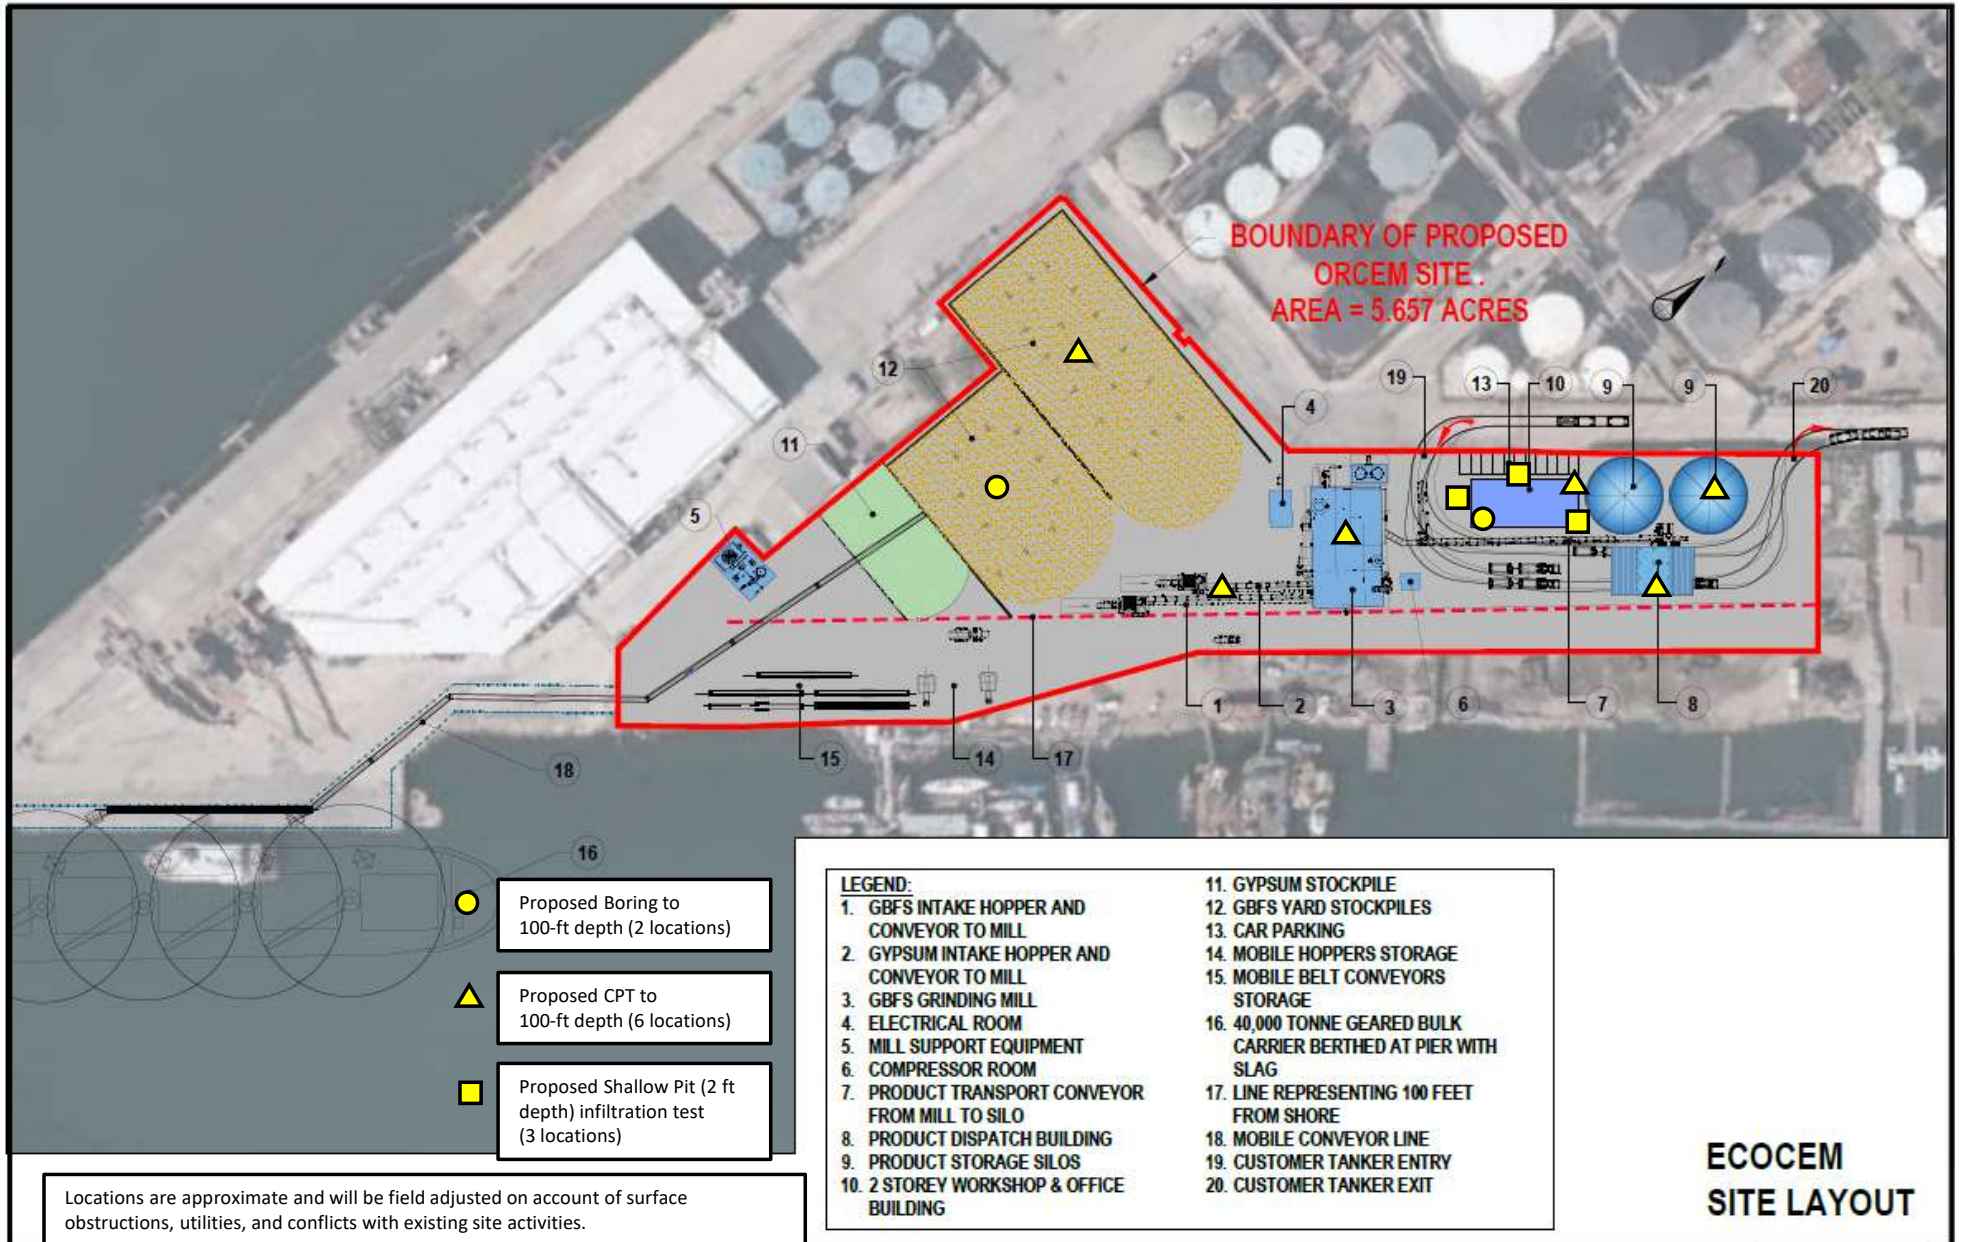 BOUNDARY OF PROPOSED
ORCEM SITE .
AREA = 5.657 ACRES
12
19
13
10
9
9
20
4
11
5
1
2
3
6
7
8
15
14
17
18
16
Proposed Boring to
100-ft depth (2 locations)
Proposed CPT to
100-ft depth (6 locations)
Proposed Shallow Pit (2 ft
depth) infiltration test
(3 locations)
Locations are approximate and will be field adjusted on account of surface
obstructions, utilities, and conflicts with existing site activities.
LEGEND:
1. GBFS INTAKE HOPPER AND
CONVEYOR TO MILL
2. GYPSUM INTAKE HOPPER AND
CONVEYOR TO MILL
3. GBFS GRINDING MILL
4. ELECTRICAL ROOM
5. MILL SUPPORT EQUIPMENT
6. COMPRESSOR ROOM
7. PRODUCT TRANSPORT CONVEYOR
FROM MILL TO SILO
8. PRODUCT DISPATCH BUILDING
9. PRODUCT STORAGE SILOS
10. 2 STOREY WORKSHOP & OFFICE
BUILDING
11. GYPSUM STOCKPILE
12. GBFS YARD STOCKPILES
13. CAR PARKING
14. MOBILE HOPPERS STORAGE
15. MOBILE BELT CONVEYORS
STORAGE
16. 40,000 TONNE GEARED BULK
CARRIER BERTHED AT PIER WITH
SLAG
17. LINE REPRESENTING 100 FEET
FROM SHORE
18. MOBILE CONVEYOR LINE
19. CUSTOMER TANKER ENTRY
20. CUSTOMER TANKER EXIT
ECOCEM
SITE LAYOUT